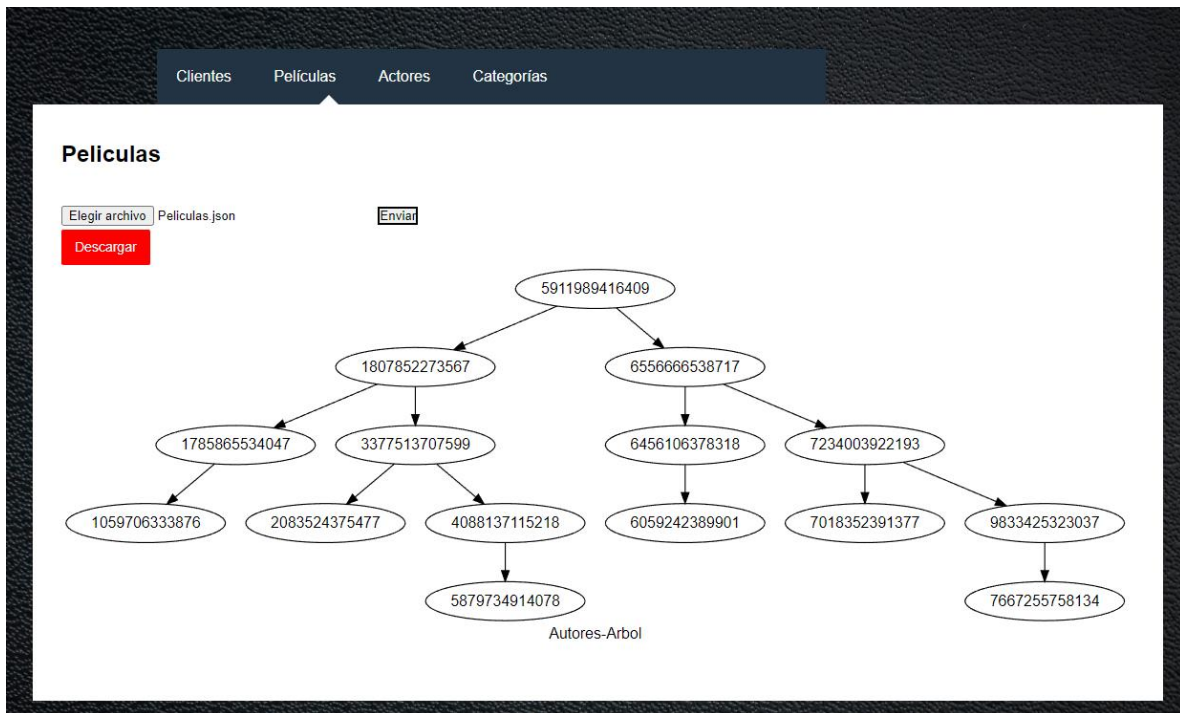 Clientes Películas Actores Categorías
Peliculas
Elegir archivo Peliculas.json Enviar
Descargar
5911989416409
1807852273567 6556666538717
1785865534047 3377513707599 6456106378318 7234003922193
1059706333876 2083524375477 4088137115218 6059242389901 7018352391377 9833425323037
5879734914078 7667255758134
Autores-Arbol